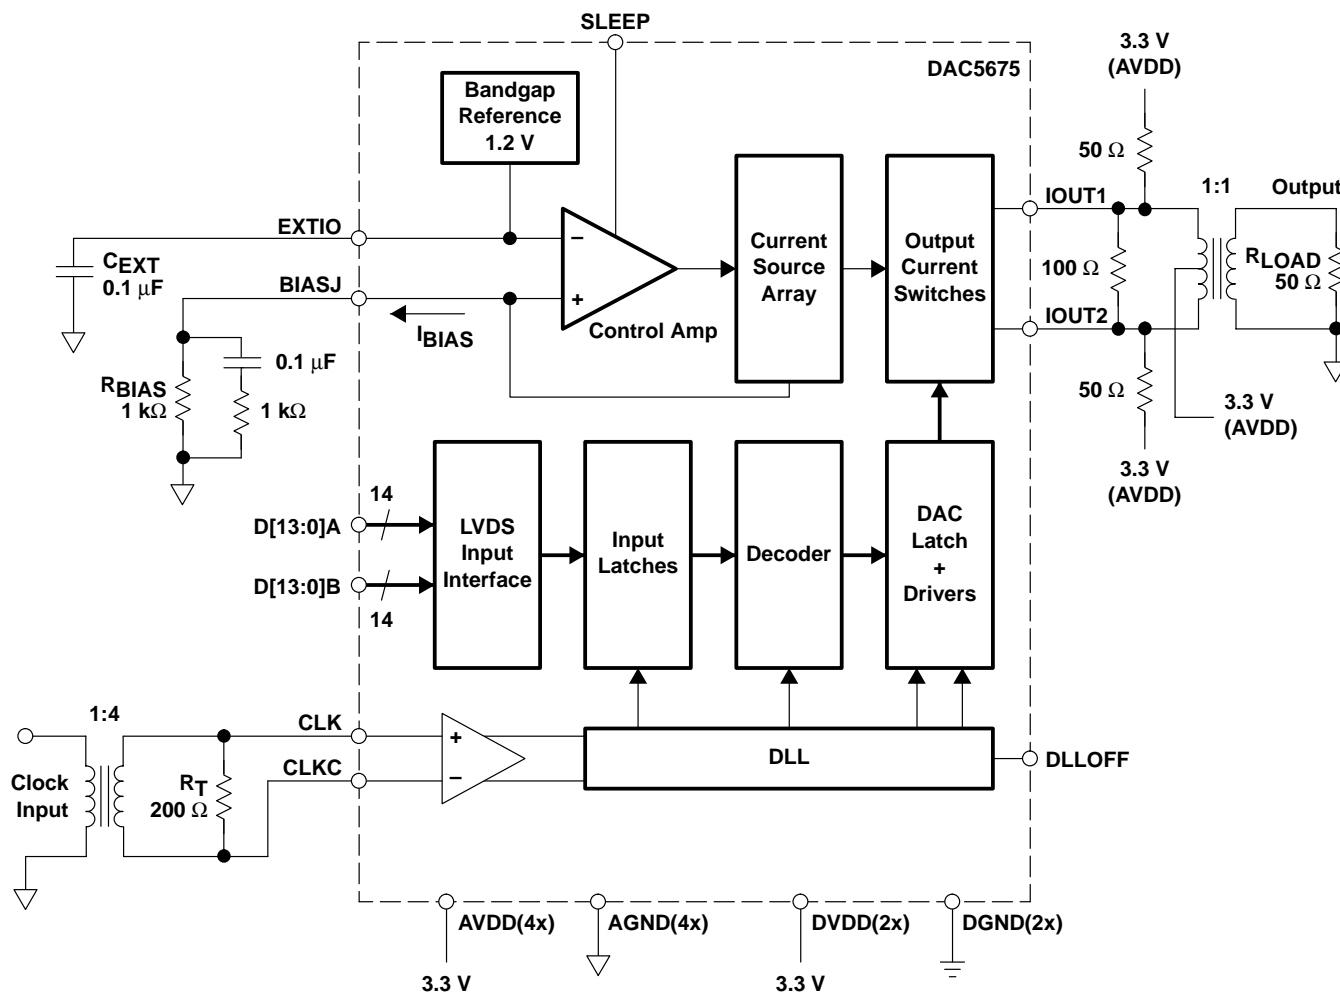 SLEEP
DAC5675
3.3 V
(AVDD)
Bandgap
Reference
1.2 V
50 Ω
1:1
Output
IOUT1
EXTIO
−
Current
Source
Array
Output
Current
Switches
100 Ω
RLOAD
50 Ω
CEXT
0.1 μF
BIASJ
+
IBIAS
Control Amp
IOUT2
0.1 μF
RBIAS
1 kΩ
1 kΩ
50 Ω
3.3 V
(AVDD)
3.3 V
(AVDD)
14
D[13:0]A
LVDS
Input
Interface
Input
Latches
Decoder
DAC
Latch
+
Drivers
D[13:0]B
14
1:4
CLK
+
DLL
DLLOFF
Clock
Input
RT
200 Ω
CLKC
−
AVDD(4x)
AGND(4x)
DVDD(2x)
DGND(2x)
3.3 V
3.3 V